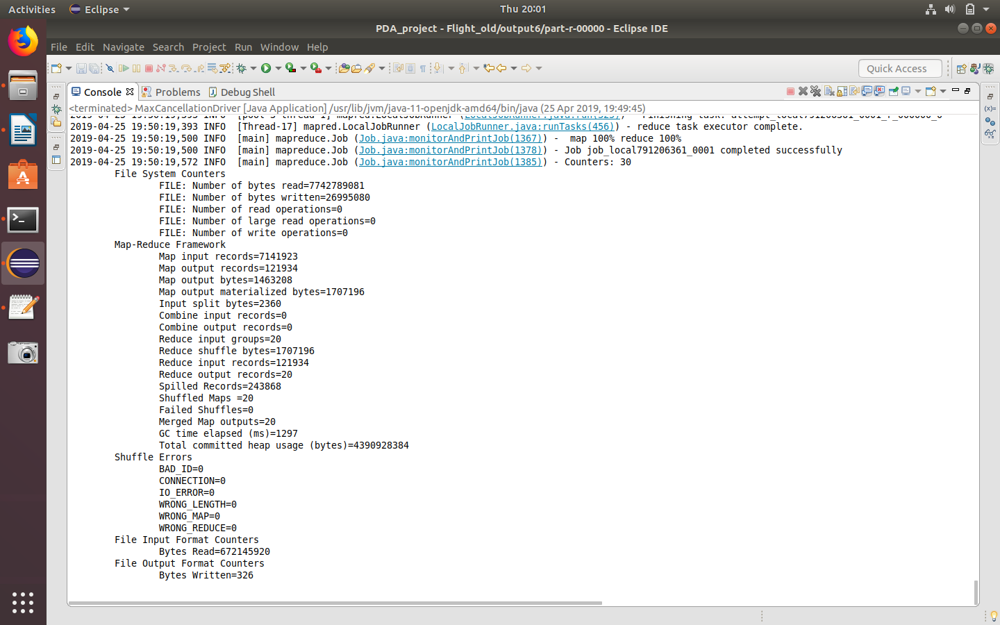 Activities Eclipse Thu 20:01
PDA_project - Flight_old/output6/part-r-00000 - Eclipse IDE
File Edit Navigate Search Project Run Window Help
Quick Access
Console Problems Debug Shell
<terminated> MaxCancellationDriver [Java Application] /usr/lib/jvm/java-11-openjdk-amd64/bin/java (25 Apr 2019, 19:49:45)
2019-04-25 19:50:19,393 INFO [Thread-17] mapred.LocalJobRunner (LocalJobRunner.java:runTasks(456)) - reduce task executor complete.
2019-04-25 19:50:19,500 INFO [main] mapreduce.Job (Job.java:monitorAndPrintJob(1367)) - map 100% reduce 100%
2019-04-25 19:50:19,500 INFO [main] mapreduce.Job (Job.java:monitorAndPrintJob(1378)) - Job job_local791206361_0001 completed successfully
2019-04-25 19:50:19,572 INFO [main] mapreduce.Job (Job.java:monitorAndPrintJob(1385)) - Counters: 30
File System Counters
FILE: Number of bytes read=7742789081
FILE: Number of bytes written=26995080
FILE: Number of read operations=0
FILE: Number of large read operations=0
FILE: Number of write operations=0
Map-Reduce Framework
Map input records=7141923
Map output records=121934
Map output bytes=1463208
Map output materialized bytes=1707196
Input split bytes=2360
Combine input records=0
Combine output records=0
Reduce input groups=20
Reduce shuffle bytes=1707196
Reduce input records=121934
Reduce output records=20
Spilled Records=243868
Shuffled Maps =20
Failed Shuffles=0
Merged Map outputs=20
GC time elapsed (ms)=1297
Total committed heap usage (bytes)=4390928384
Shuffle Errors
BAD_ID=0
CONNECTION=0
IO_ERROR=0
WRONG_LENGTH=0
WRONG_MAP=0
WRONG_REDUCE=0
File Input Format Counters
Bytes Read=672145920
File Output Format Counters
Bytes Written=326